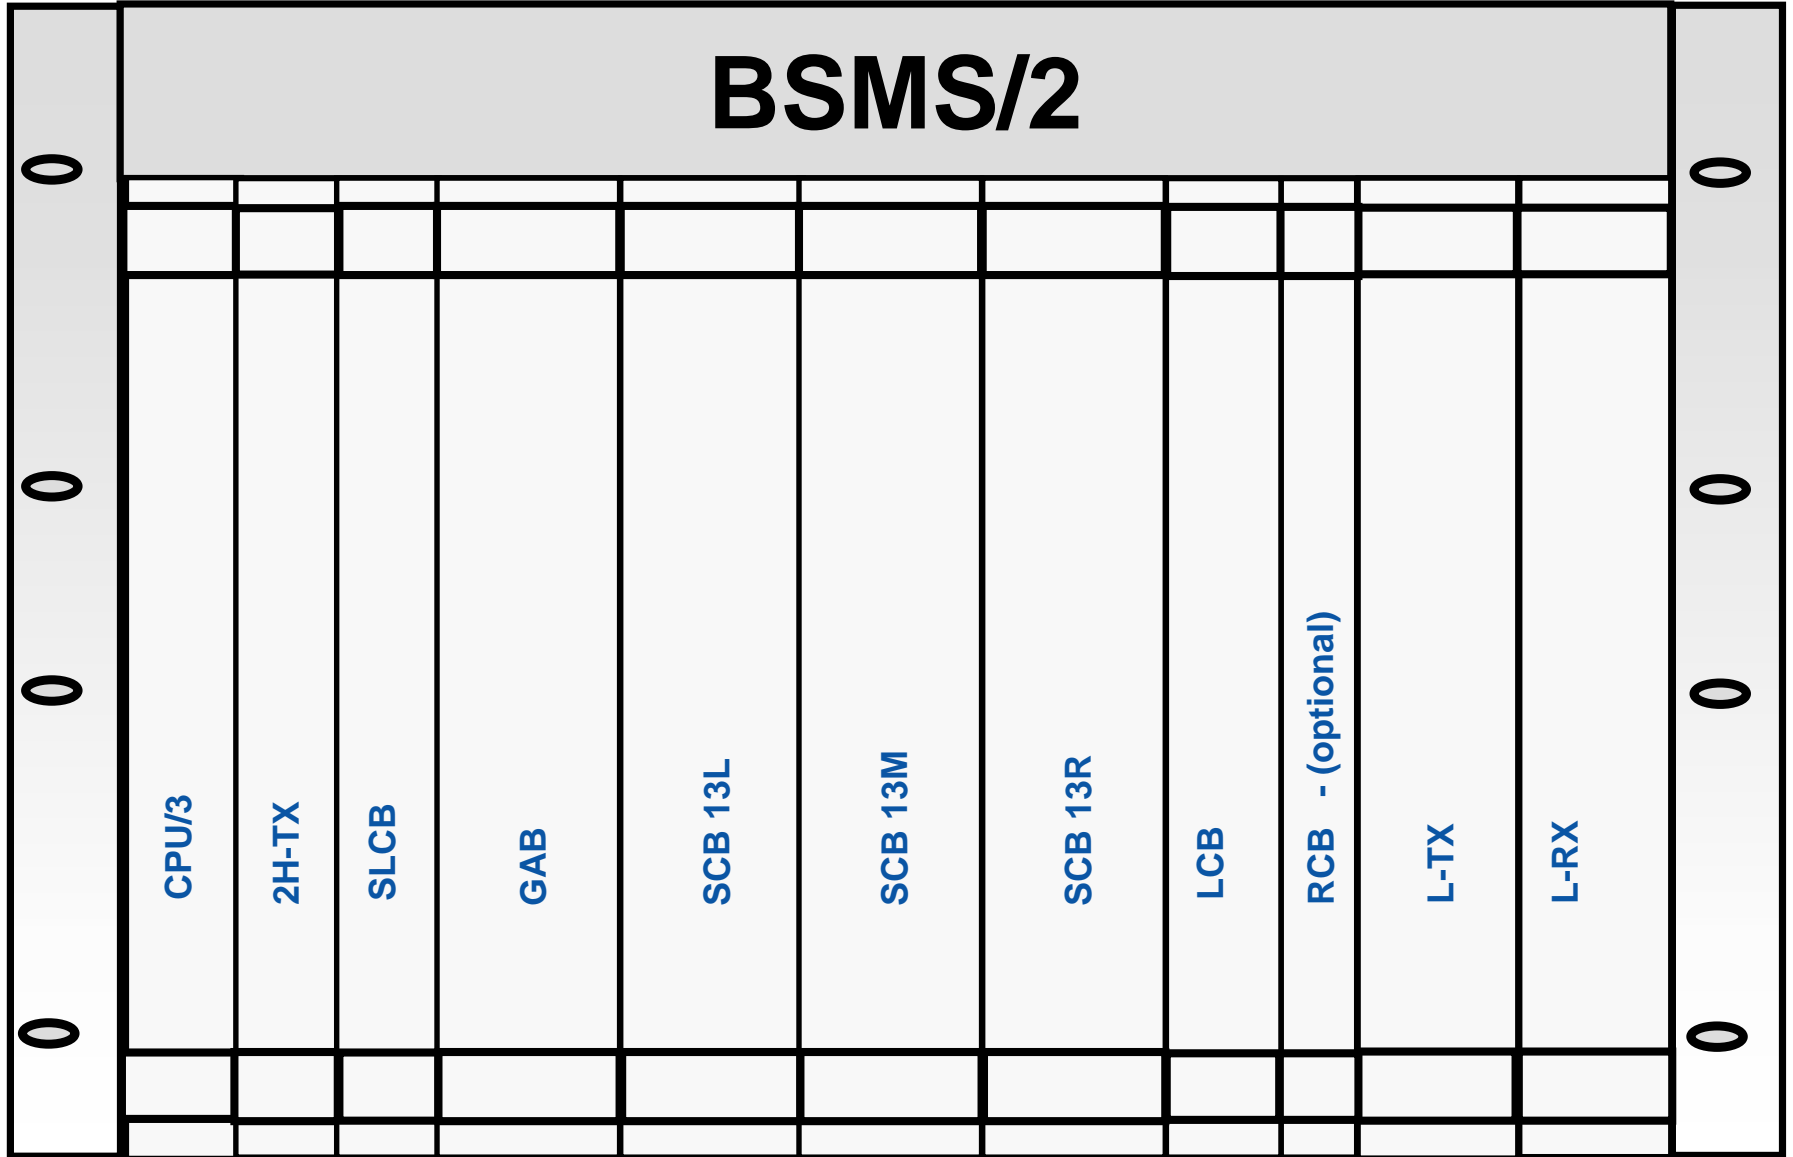 BSMS/2
CPU/3
2H-TX
SLCB
GAB
SCB 13L
SCB 13M
SCB 13R
LCB
RCB - (optional)
L-TX
L-RX